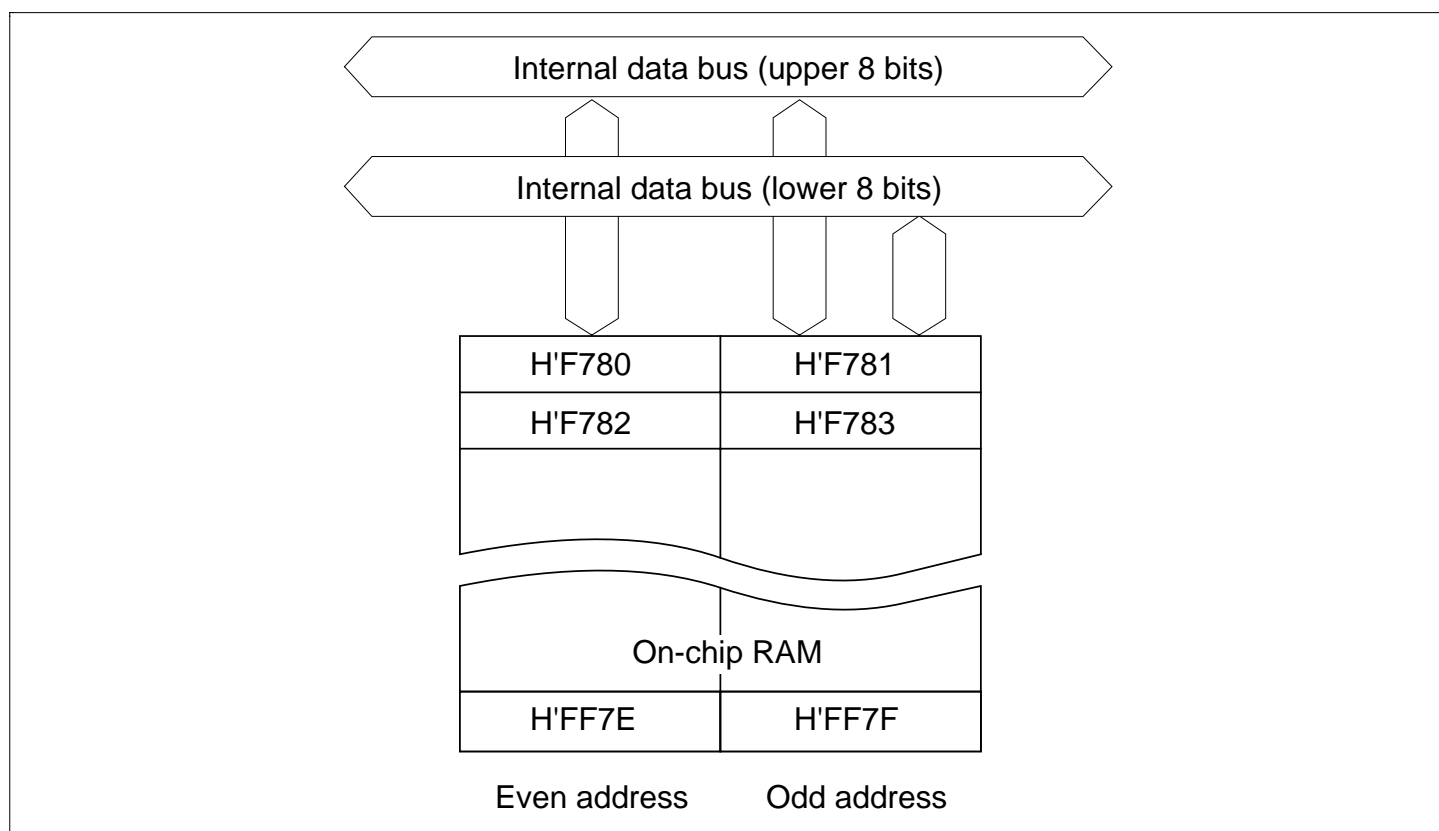 Internal data bus (upper 8 bits)
Internal data bus (lower 8 bits)
H'F780 H'F781
H'F782 H'F783
On-chip RAM
H'FF7E H'FF7F
Even address Odd address